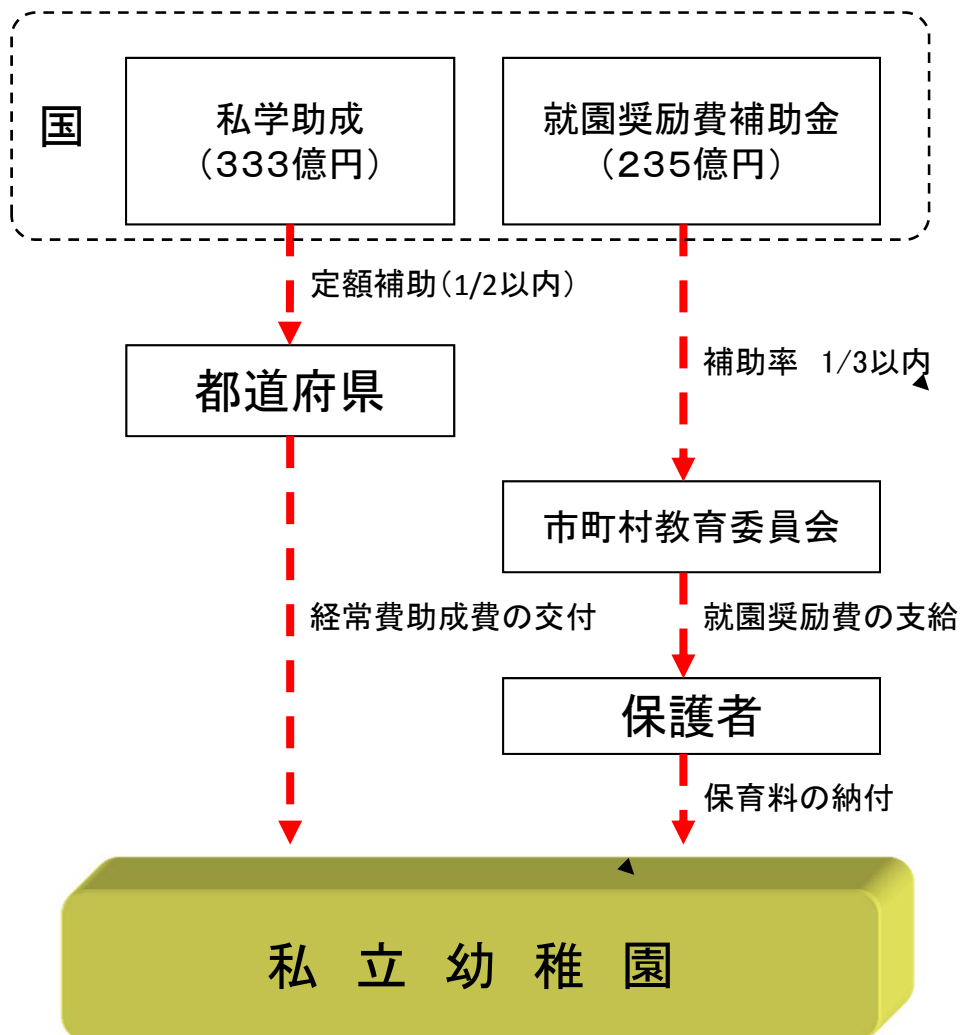 国
私学助成
（333億円）
就園奨励費補助金
（235億円）
定額補助（1/2以内）
補助率　1/3以内
都道府県
市町村教育委員会
経常費助成費の交付
就園奨励費の支給
保護者
保育料の納付
私 立 幼 稚 園